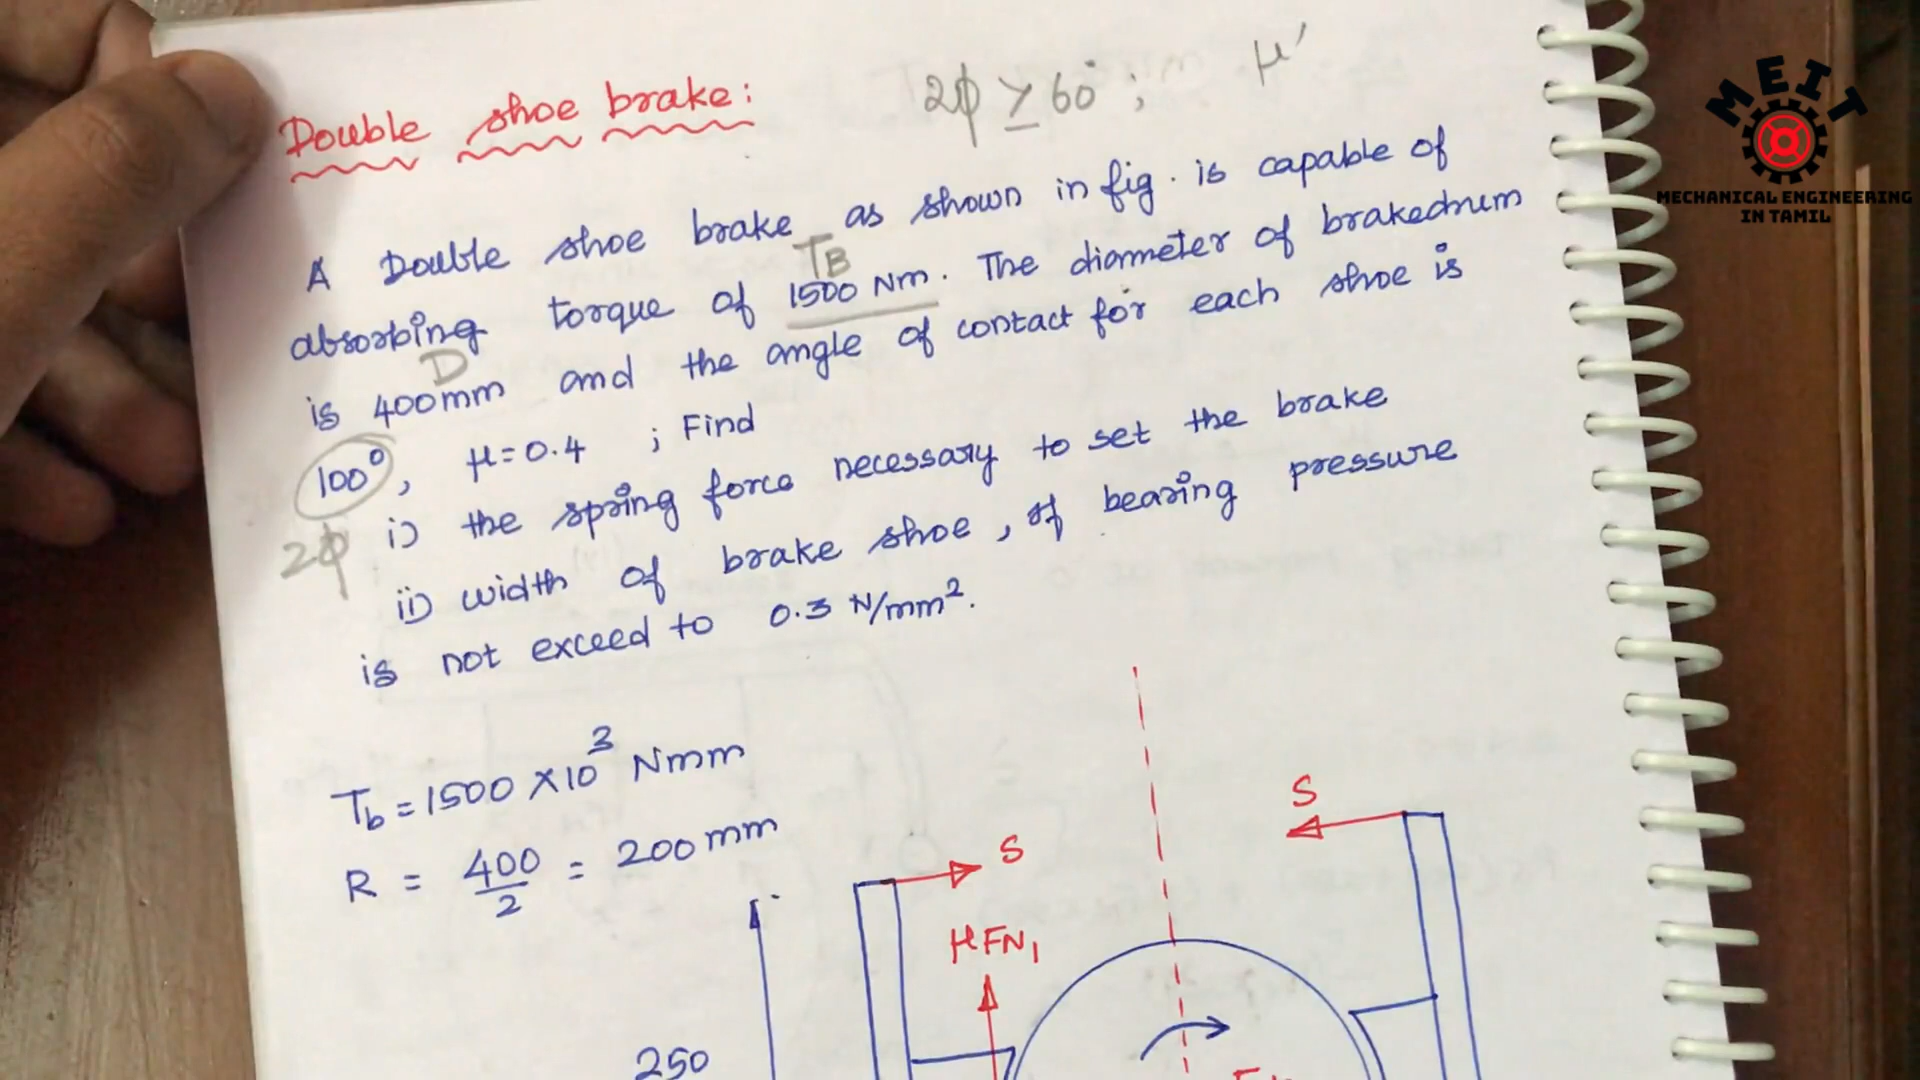 Double shoe brake:
2ϕ ≥ 60° ; μ'
A Double shoe brake as shown in fig. is capable of
TB
absorbing torque of 1500 Nm. The diameter of brakedrum
D
is 400mm and the angle of contact for each shoe is
100°, μ=0.4 ; Find
2ϕ
i) the spring force necessary to set the brake
ii) width of brake shoe, if bearing pressure
is not exceed to 0.3 N/mm².
Tb = 1500 × 10³ Nmm
R = 400/2 = 200 mm
S
S
μFN1
250
MEIT
MECHANICAL ENGINEERING
IN TAMIL